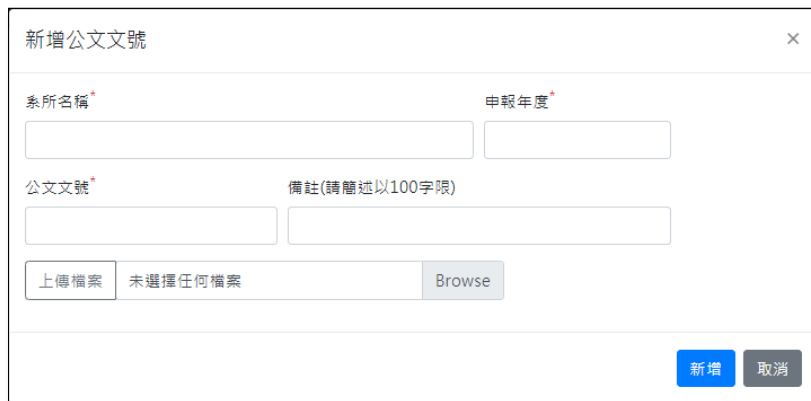 新增公文文號 ×
系所名稱* 申報年度*
公文文號* 備註(請簡述以100字限)
上傳檔案 未選擇任何檔案 Browse
新增 取消